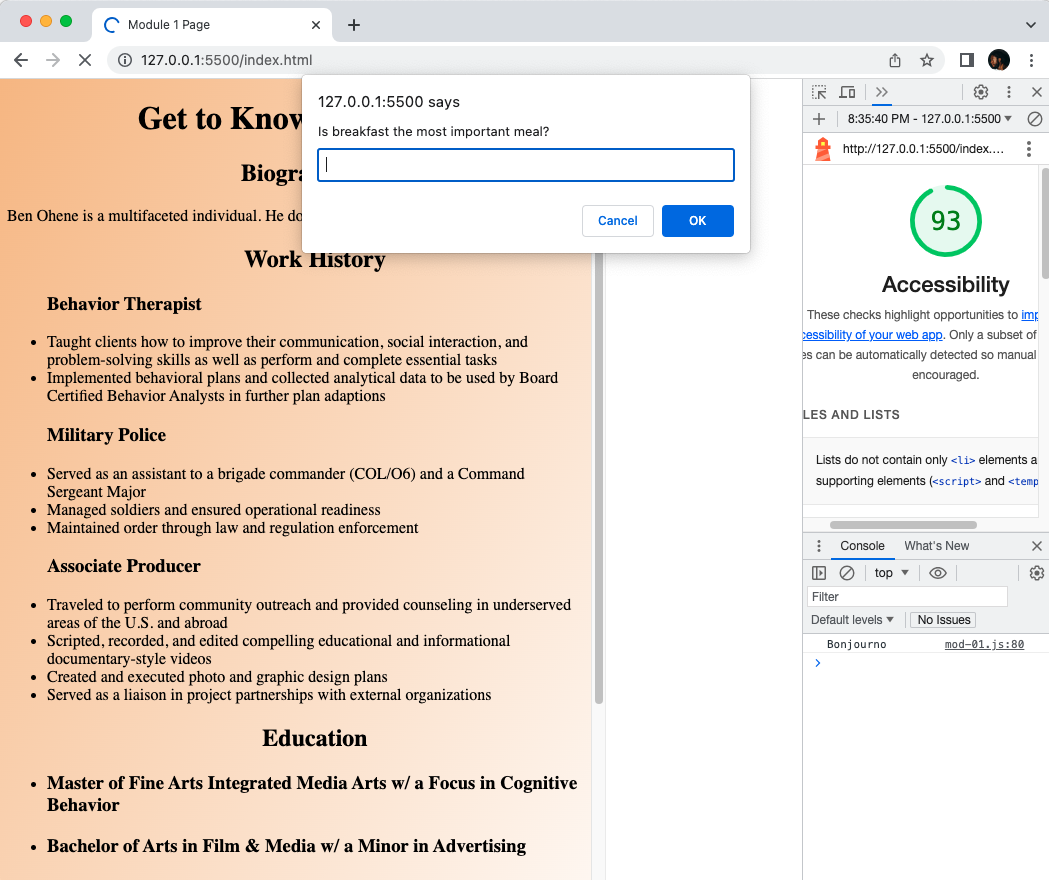 Module 1 Page
127.0.0.1:5500/index.html
127.0.0.1:5500 says
Is breakfast the most important meal?
Cancel
OK
Get to Know
Biogra
Ben Ohene is a multifaceted individual. He do
Work History
Behavior Therapist
• Taught clients how to improve their communication, social interaction, and
problem-solving skills as well as perform and complete essential tasks
• Implemented behavioral plans and collected analytical data to be used by Board
Certified Behavior Analysts in further plan adaptions
Military Police
• Served as an assistant to a brigade commander (COL/O6) and a Command
Sergeant Major
• Managed soldiers and ensured operational readiness
• Maintained order through law and regulation enforcement
Associate Producer
• Traveled to perform community outreach and provided counseling in underserved
areas of the U.S. and abroad
• Scripted, recorded, and edited compelling educational and informational
documentary-style videos
• Created and executed photo and graphic design plans
• Served as a liaison in project partnerships with external organizations
Education
• Master of Fine Arts Integrated Media Arts w/ a Focus in Cognitive
Behavior
• Bachelor of Arts in Film & Media w/ a Minor in Advertising
8:35:40 PM - 127.0.0.1:5500
http://127.0.0.1:5500/index....
93
Accessibility
These checks highlight opportunities to imp
cessibility of your web app. Only a subset of
es can be automatically detected so manual
encouraged.
LES AND LISTS
Lists do not contain only <li> elements a
supporting elements (<script> and <temp
Console What's New
top
Filter
Default levels No Issues
Bonjourno mod-01.js:80